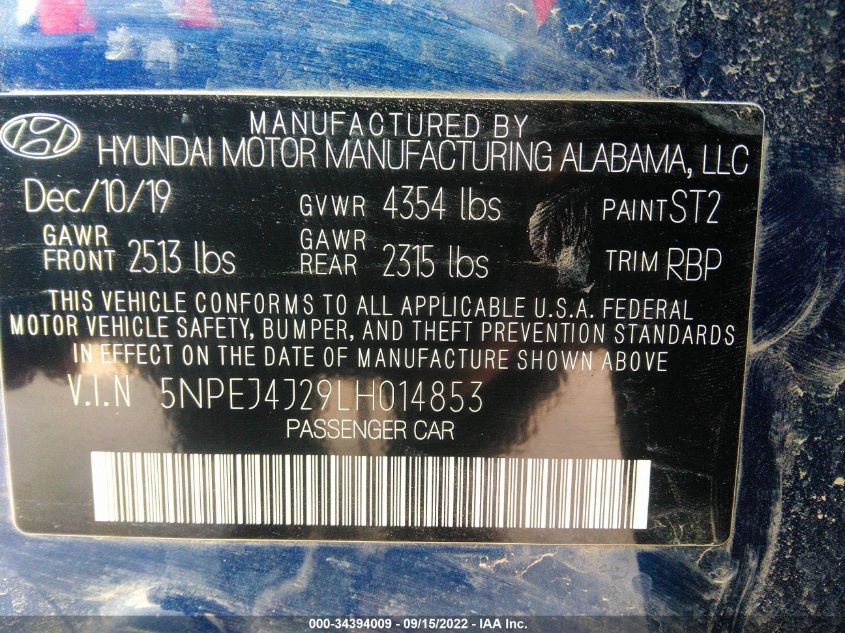 MANUFACTURED BY
HYUNDAI MOTOR MANUFACTURING ALABAMA, LLC
Dec/10/19 GVWR 4354 lbs PAINT ST2
GAWR FRONT 2513 lbs GAWR REAR 2315 lbs TRIM RBP
THIS VEHICLE CONFORMS TO ALL APPLICABLE U.S.A. FEDERAL
MOTOR VEHICLE SAFETY, BUMPER, AND THEFT PREVENTION STANDARDS
IN EFFECT ON THE DATE OF MANUFACTURE SHOWN ABOVE
V.I.N 5NPEJ4J29LH014853
PASSENGER CAR
000-34394009 - 09/15/2022 - IAA Inc.